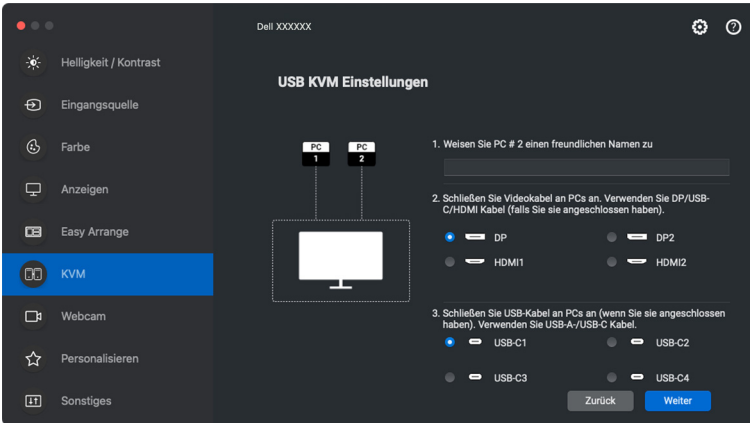 Dell XXXXXX
Helligkeit / Kontrast
Eingangsquelle
Farbe
Anzeigen
Easy Arrange
KVM
Webcam
Personalisieren
Sonstiges
USB KVM Einstellungen
PC
1
PC
2
1. Weisen Sie PC # 2 einen freundlichen Namen zu
2. Schließen Sie Videokabel an PCs an. Verwenden Sie DP/USB-
C/HDMI Kabel (falls Sie sie angeschlossen haben).
DP
DP2
HDMI1
HDMI2
3. Schließen Sie USB-Kabel an PCs an (wenn Sie sie angeschlossen
haben). Verwenden Sie USB-A-/USB-C Kabel.
USB-C1
USB-C2
USB-C3
USB-C4
Zurück
Weiter